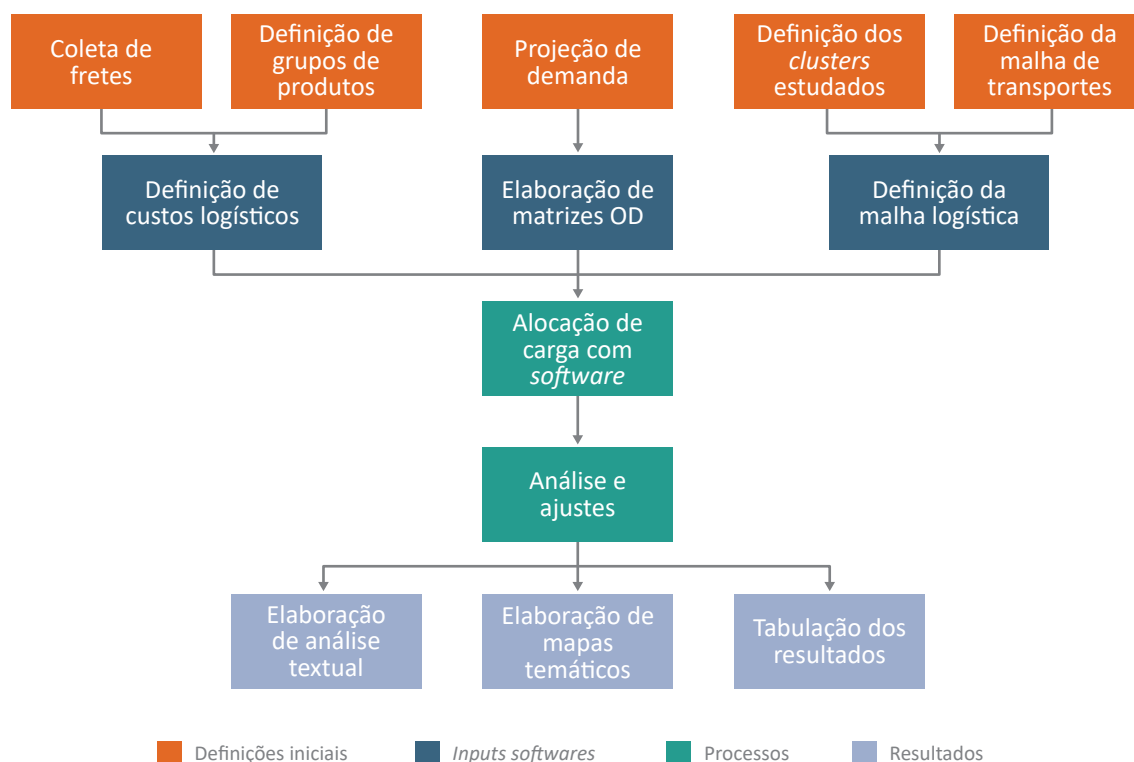 Coleta de
fretes
Definição de
grupos de
produtos
Projeção de
demanda
Definição dos
clusters
estudados
Definição da
malha de
transportes
Definição de
custos logísticos
Elaboração de
matrizes OD
Definição da
malha logística
Alocação de
carga com
software
Análise e
ajustes
Elaboração
de análise
textual
Elaboração de
mapas
temáticos
Tabulação dos
resultados
Definições iniciais
Inputs softwares
Processos
Resultados